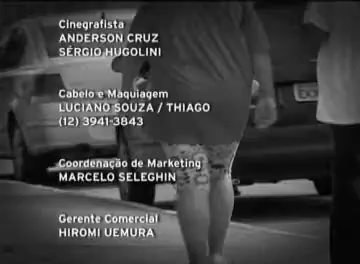 Cinegrafista
ANDERSON CRUZ
SÉRGIO HUGOLINI
Cabelo e Maquiagem
LUCIANO SOUZA / THIAGO
(12) 3941-3843
Coordenação de Marketing
MARCELO SELEGHIN
Gerente Comercial
HIROMI UEMURA